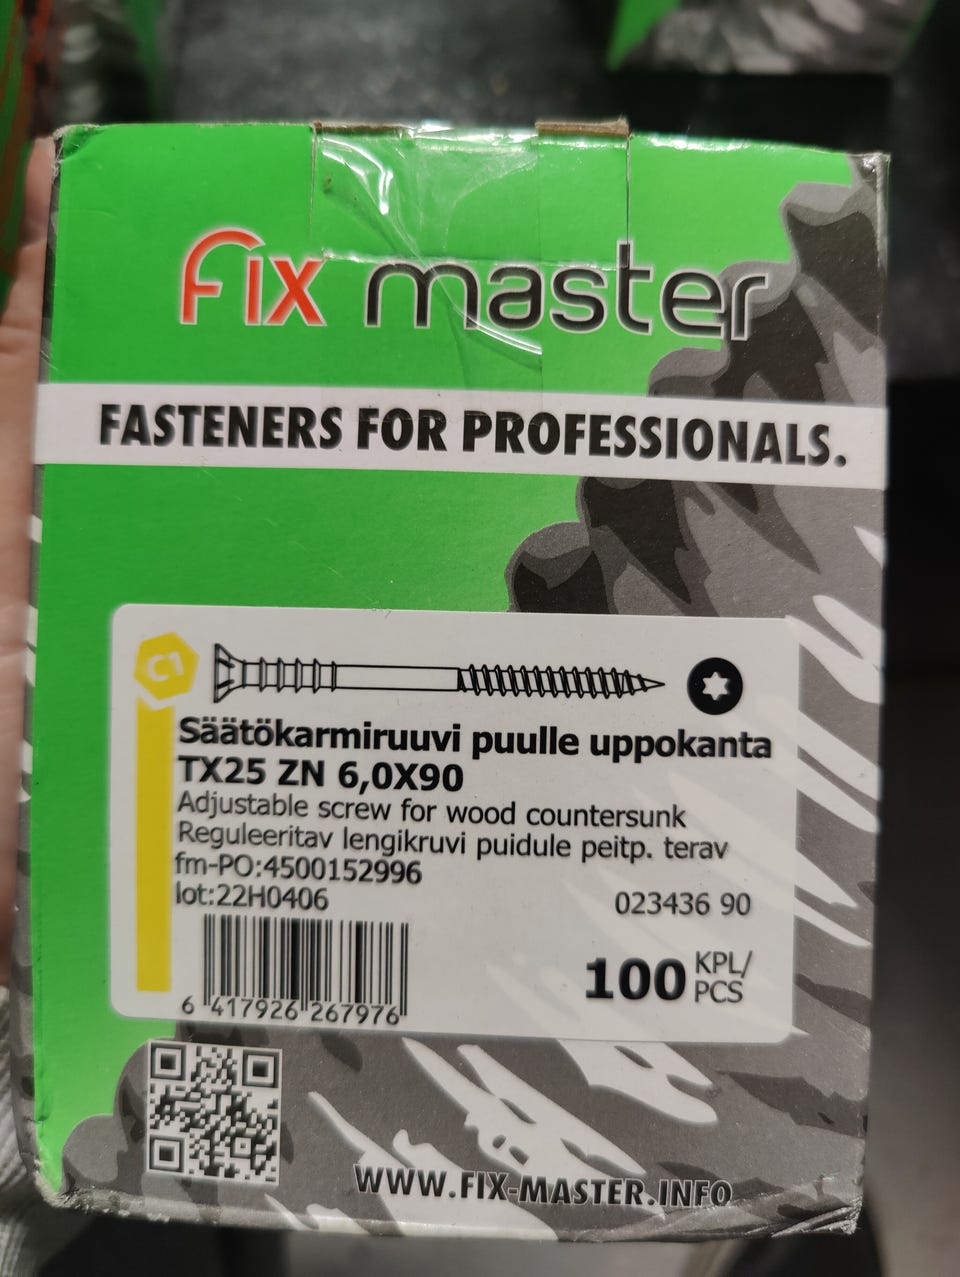 FIX master
FASTENERS FOR PROFESSIONALS.
C1
Säätökarmiruuvi puulle uppokanta
TX25 ZN 6,0X90
Adjustable screw for wood countersunk
Reguleeritav lengikruvi puidule peitp. terav
fm-PO:4500152996
lot:22H0406
023436 90
100 KPL/
PCS
6 417926 267976
WWW.FIX-MASTER.INFO